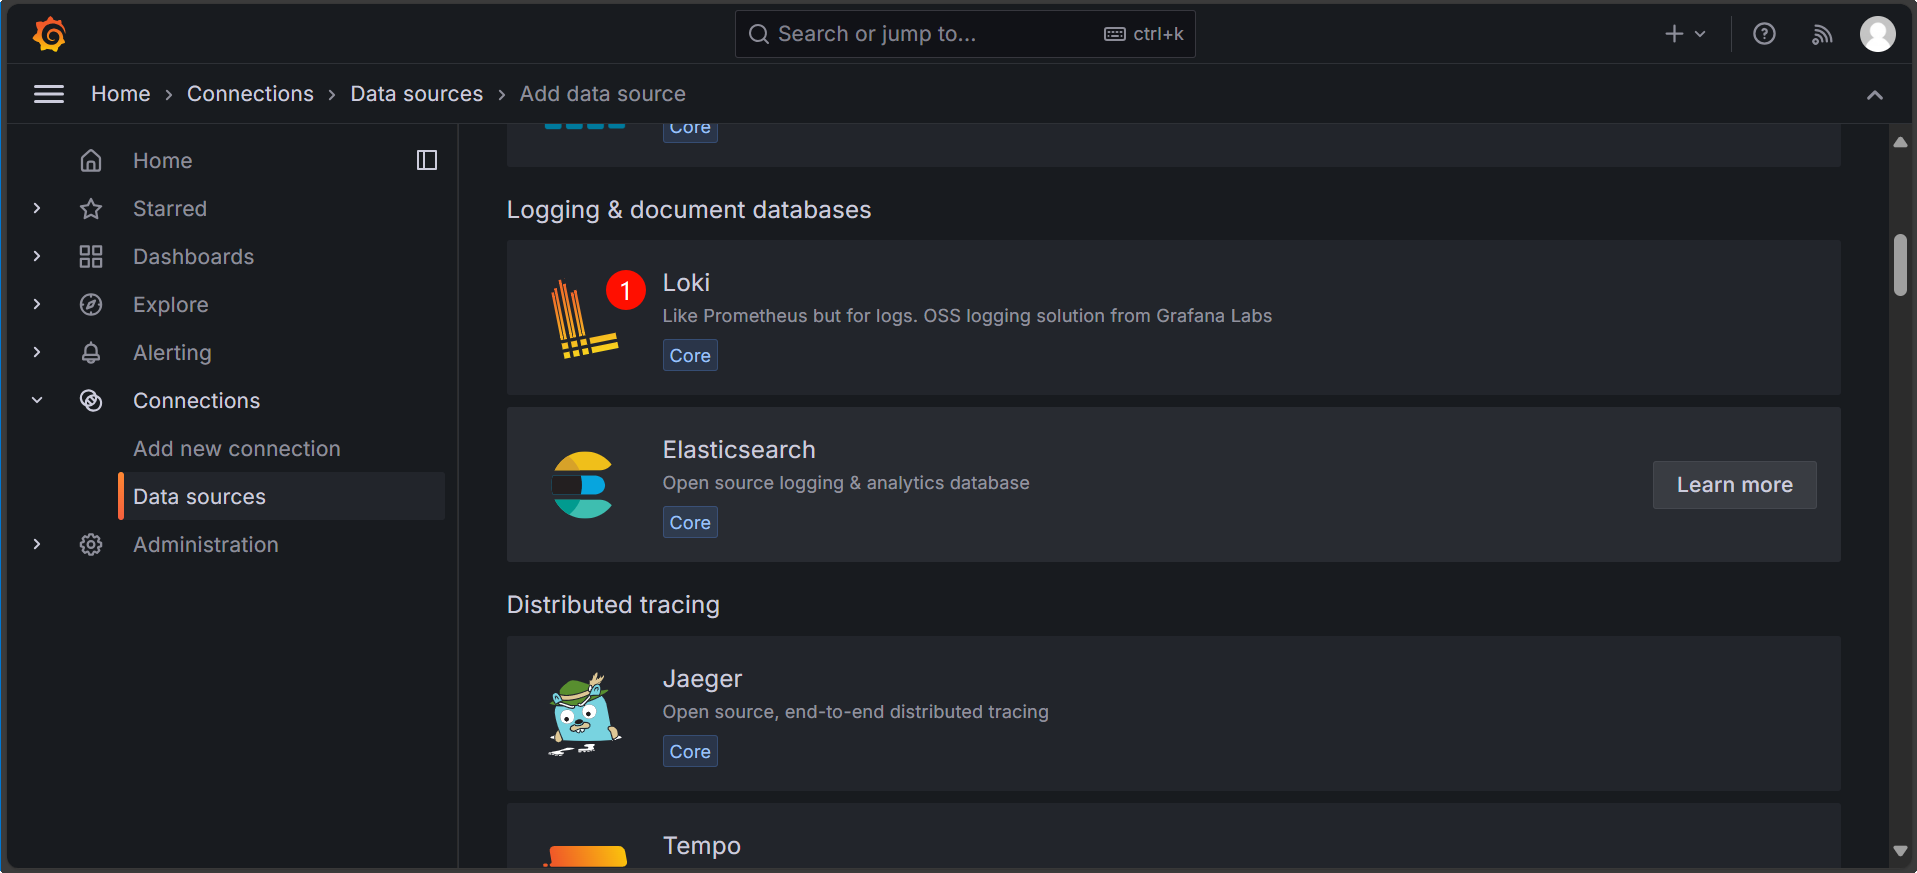 Search or jump to...
ctrl+k
Home › Connections › Data sources › Add data source
Home
Starred
Dashboards
Explore
Alerting
Connections
Add new connection
Data sources
Administration
Core
Logging & document databases
1
Loki
Like Prometheus but for logs. OSS logging solution from Grafana Labs
Core
Elasticsearch
Open source logging & analytics database
Core
Learn more
Distributed tracing
Jaeger
Open source, end-to-end distributed tracing
Core
Tempo